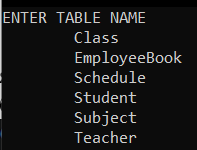 ENTER TABLE NAME
Class
EmployeeBook
Schedule
Student
Subject
Teacher